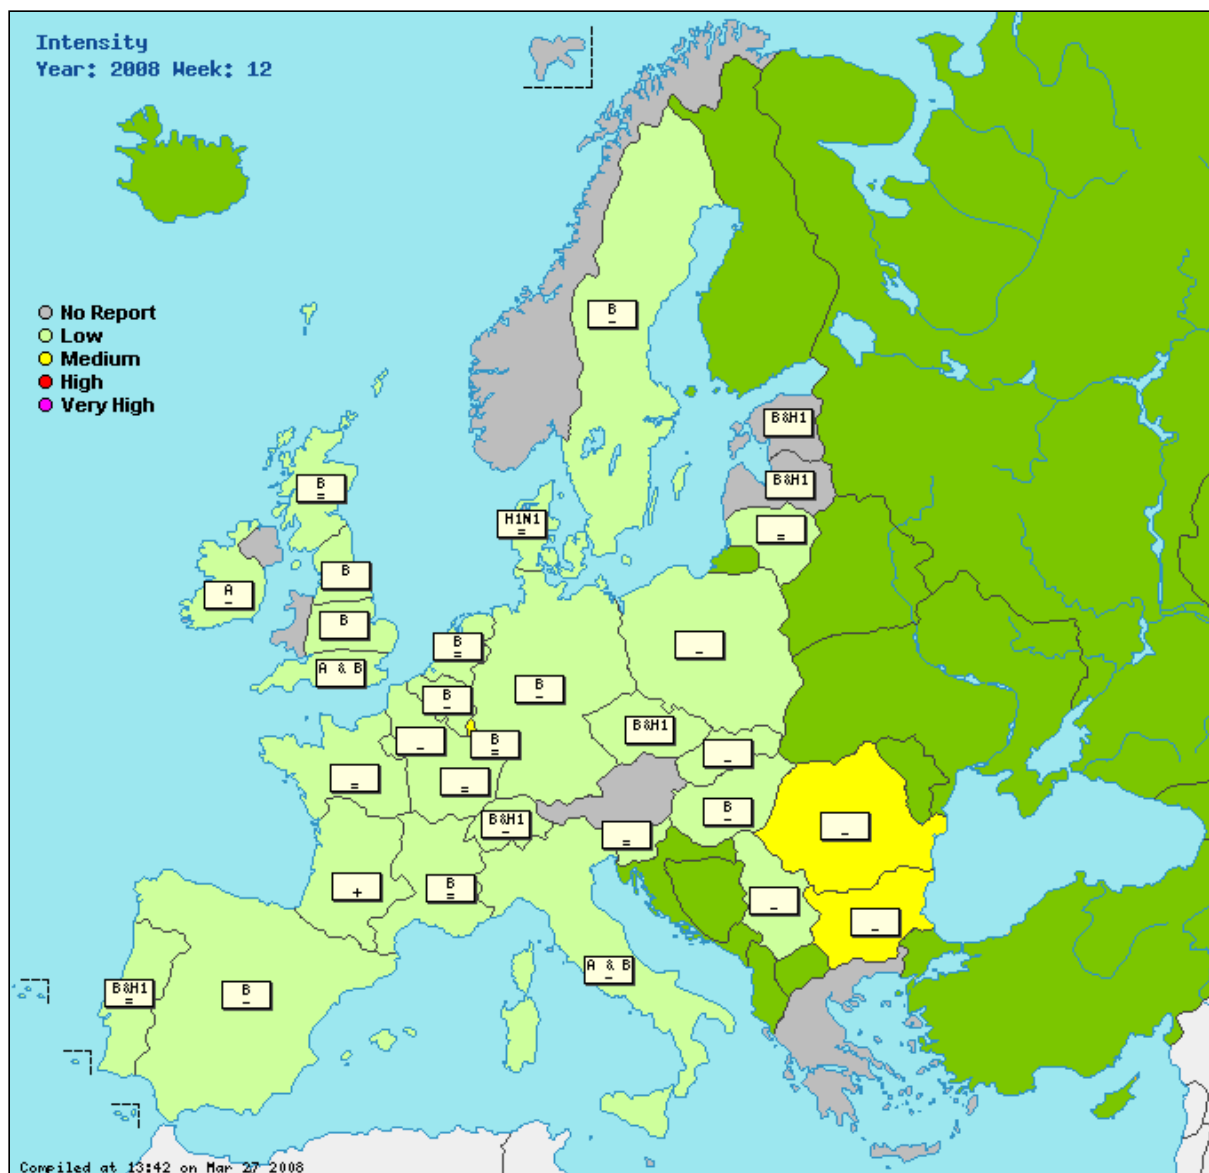 Intensity
Year: 2008 Week: 12
No Report
Low
Medium
High
Very High
B
–
B&H1
B&H1
=
B
=
H1N1
=
A
–
B
B
A & B
B
=
–
B
–
B
–
B&H1
–
B
=
–
=
=
B&H1
–
B
–
=
–
+
B
=
–
–
A & B
–
B&H1
=
B
–
Compiled at 13:42 on Mar 27 2008